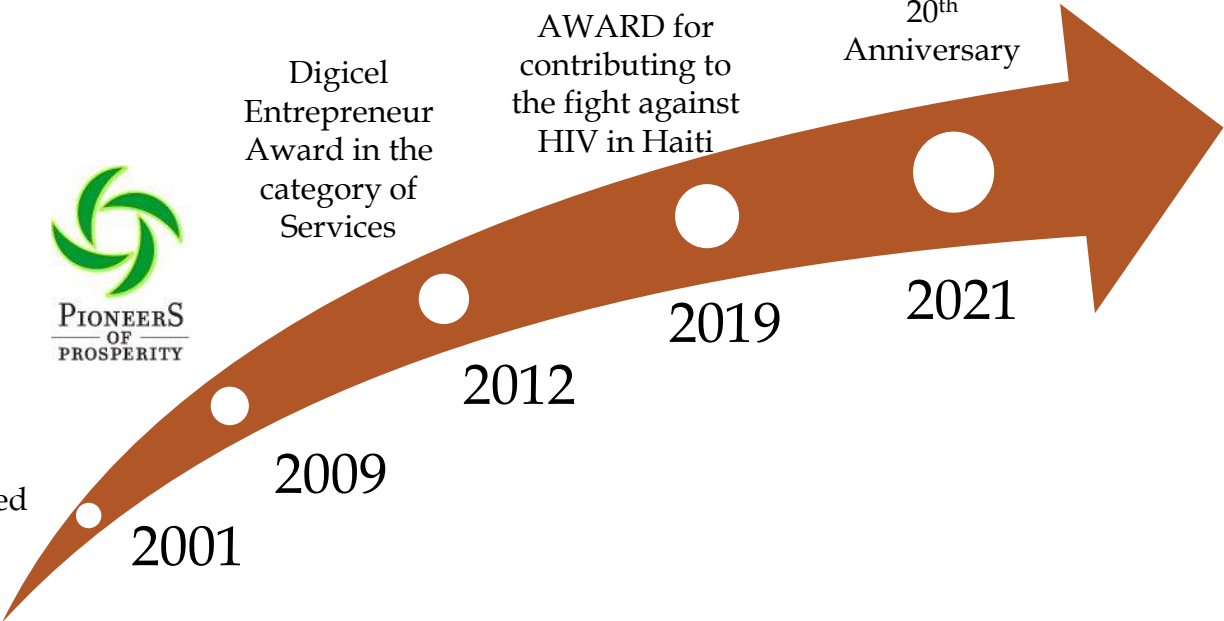 20th
Anniversary
AWARD for
contributing to
the fight against
HIV in Haiti
Digicel
Entrepreneur
Award in the
category of
Services
PIONEERS
OF
PROSPERITY
2021
2019
2012
2009
2001